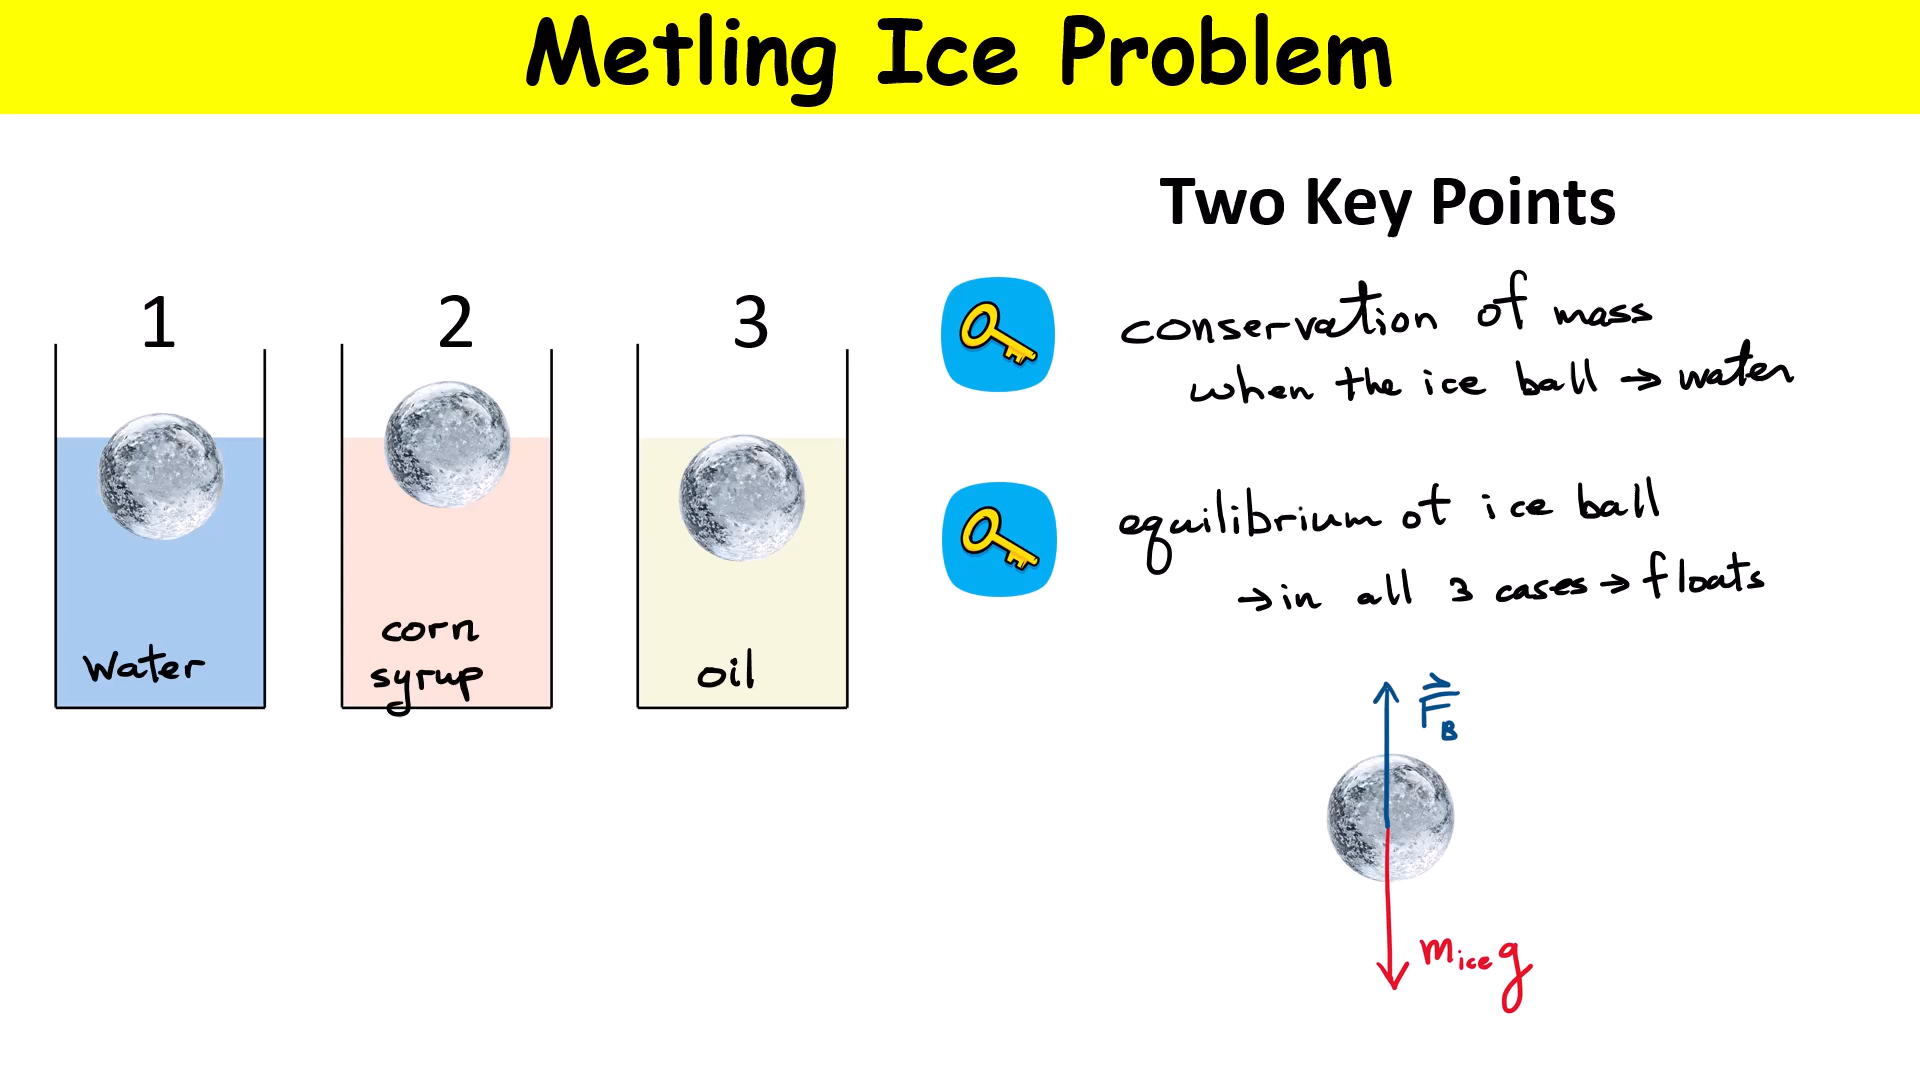 Metling Ice Problem
Two Key Points
1 2 3
conservation of mass
when the ice ball → water
equilibrium of ice ball
→ in all 3 cases → floats
Water
corn
syrup
oil
F⃗_B
m_ice g